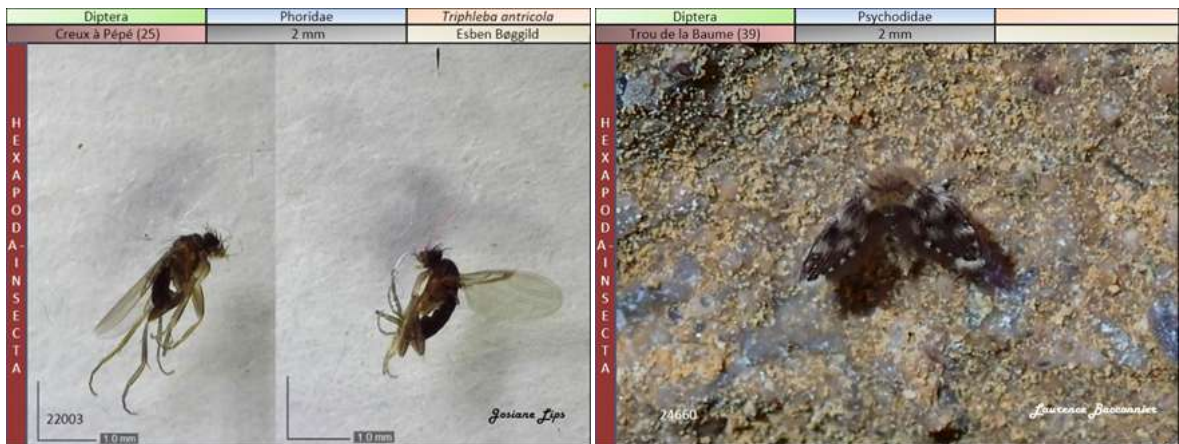 Diptera Phoridae Triphleba antricola
Creux à Pépé (25) 2 mm Esben Bøggild
HEXAPODA-INSECTA
22003
1.0 mm
1.0 mm
Josiane Lips
Diptera Psychodidae
Trou de la Baume (39) 2 mm
HEXAPODA-INSECTA
24660
Laurence Bacconnier